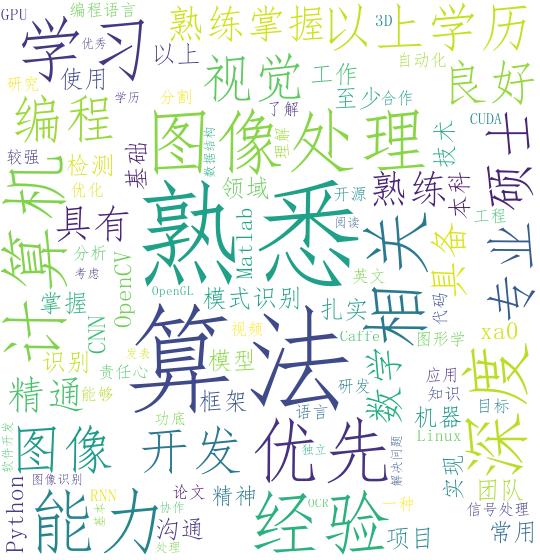 GPU
编程语言
熟练掌握
以上学历
3D
学习
优秀
以上
视觉
工作
自动化
良好
研究
使用
学历
分割
至少
合作
了解
编程
图像处理
CUDA
硕士
较强
检测
基础
数据结构
理解
技术
优化
领域
开源
熟练
本科
计算机
具有
熟悉
Matlab
阅读
相关
具备
工程
专业
分析
考虑
OpenCV
OpenGL
模式识别
英文
扎实
代码
掌握
CNN
算法
视频
Caffe
图形学
xa0
识别
发表
责任心
模型
研发
数学
应用
深度
精通
能够
框架
语言
知识
功底
机器
目标
软件开发
图像
开发
优先
独立
解决问题
Linux
实现
Python
图像识别
团队
能力
RNN
基本
论文
精神
协作
沟通
处理
经验
OCR
一种
项目
信号处理
常用